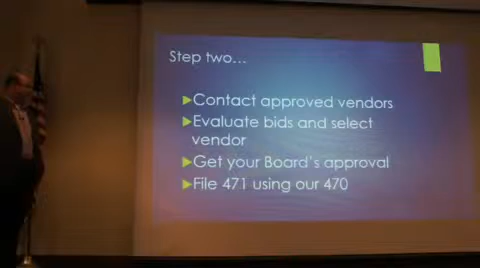 Step two…
Contact approved vendors
Evaluate bids and select
vendor
Get your Board's approval
File 471 using our 470